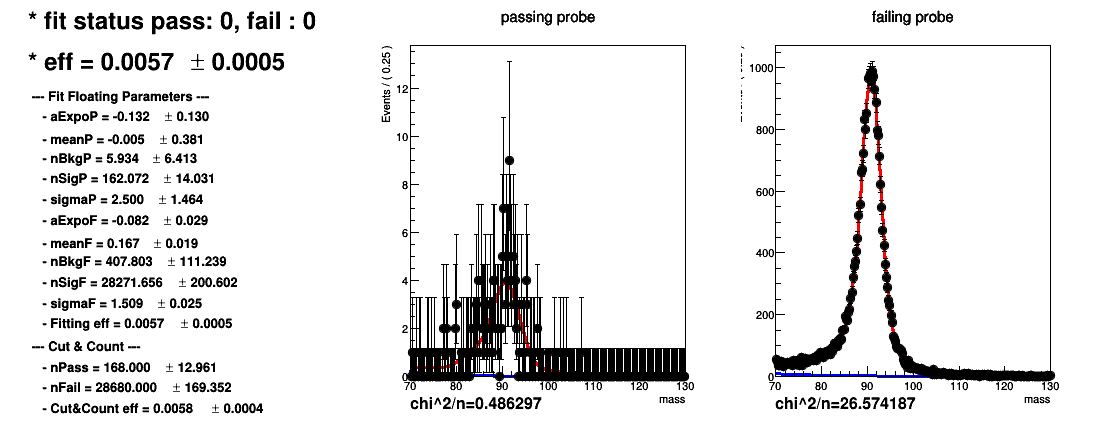 * fit status pass: 0, fail : 0
* eff = 0.0057 ± 0.0005
--- Fit Floating Parameters ---
- aExpoP = -0.132 ± 0.130
- meanP = -0.005 ± 0.381
- nBkgP = 5.934 ± 6.413
- nSigP = 162.072 ± 14.031
- sigmaP = 2.500 ± 1.464
- aExpoF = -0.082 ± 0.029
- meanF = 0.167 ± 0.019
- nBkgF = 407.803 ± 111.239
- nSigF = 28271.656 ± 200.602
- sigmaF = 1.509 ± 0.025
- Fitting eff = 0.0057 ± 0.0005
--- Cut & Count ---
- nPass = 168.000 ± 12.961
- nFail = 28680.000 ± 169.352
- Cut&Count eff = 0.0058 ± 0.0004
passing probe
Events / ( 0.25 )
12
10
8
6
4
2
0
70 80 90 100 110 120 130
mass
chi^2/n=0.486297
failing probe
1000
800
600
400
200
0
70 80 90 100 110 120 130
mass
chi^2/n=26.574187